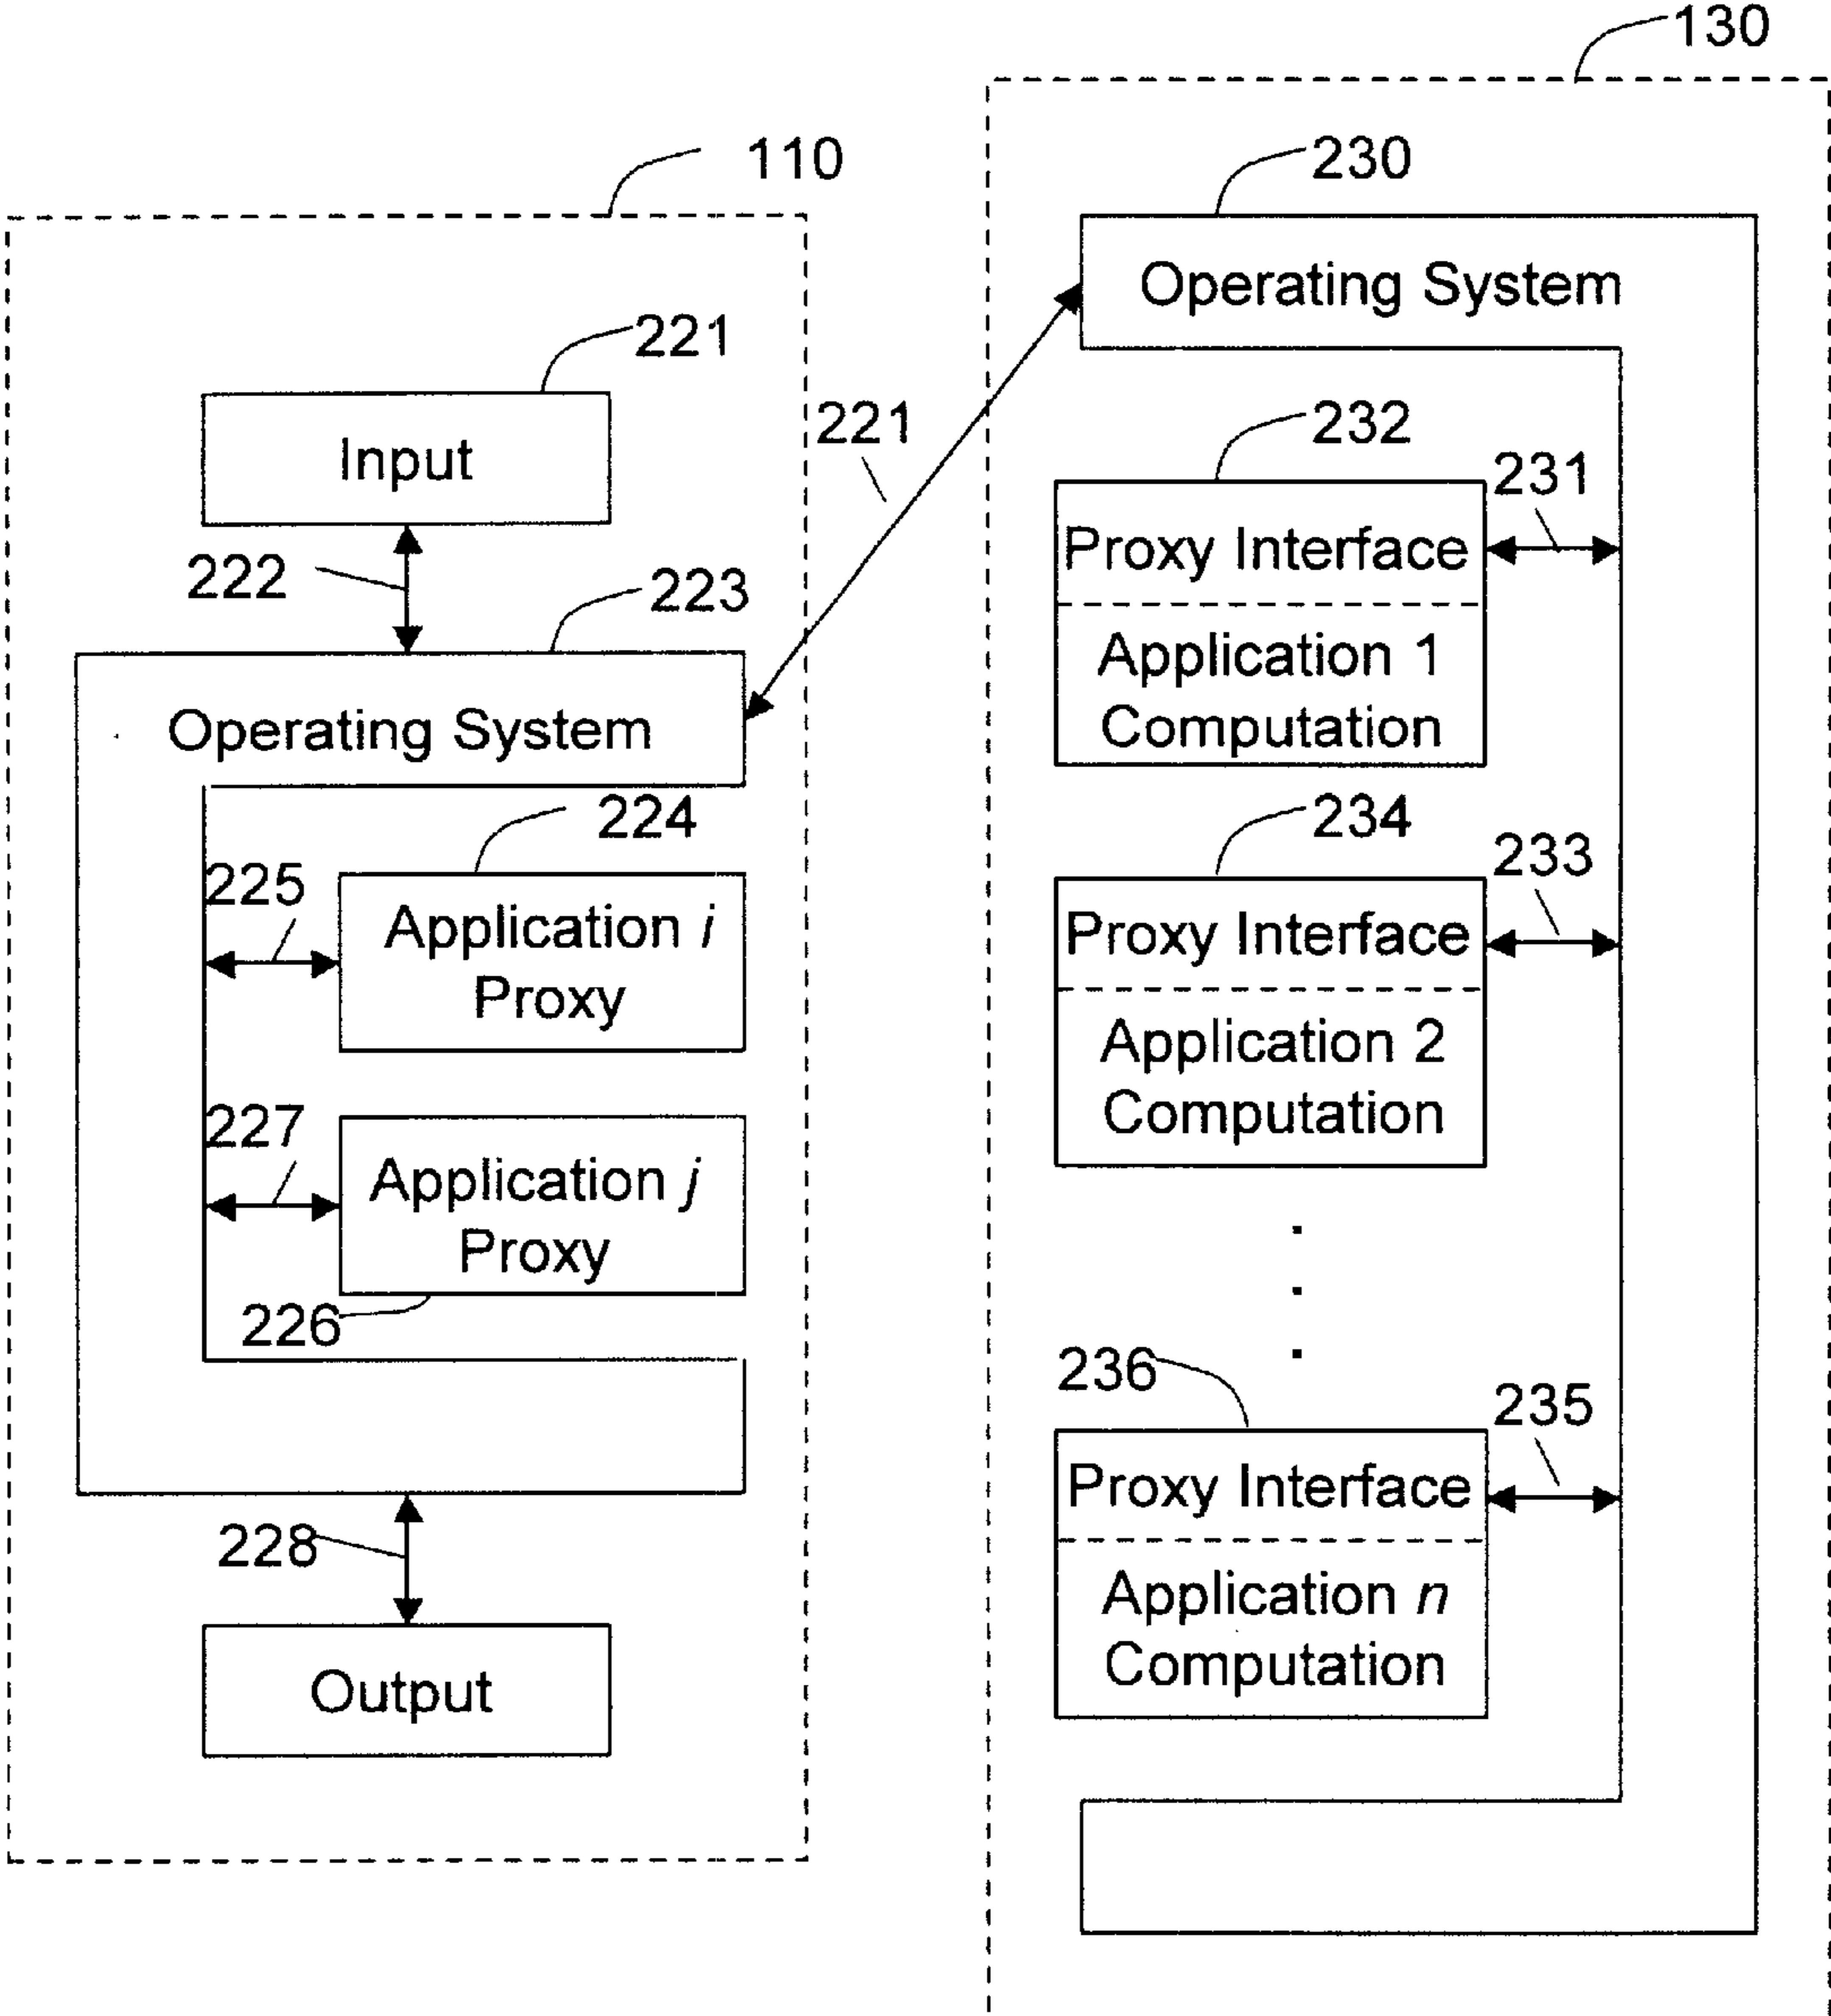 130
110
230
Operating System
221
Input
221
232
231
Proxy Interface
Application 1
Computation
222
223
Operating System
224
225
Application i
Proxy
234
233
Proxy Interface
Application 2
Computation
227
Application j
Proxy
226
236
235
Proxy Interface
Application n
Computation
228
Output